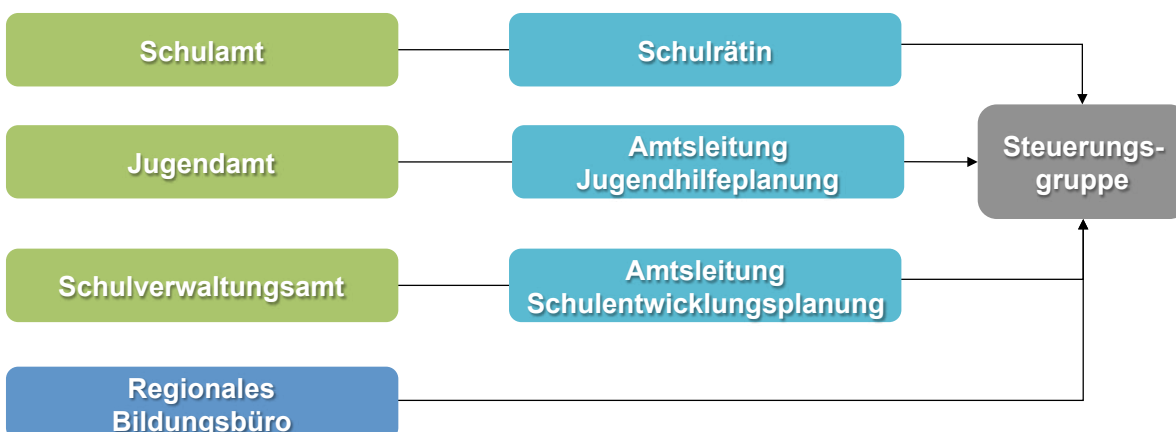 Schulamt
Schulrätin
Jugendamt
Amtsleitung
Jugendhilfeplanung
Steuerungs-
gruppe
Schulverwaltungsamt
Amtsleitung
Schulentwicklungsplanung
Regionales
Bildungsbüro